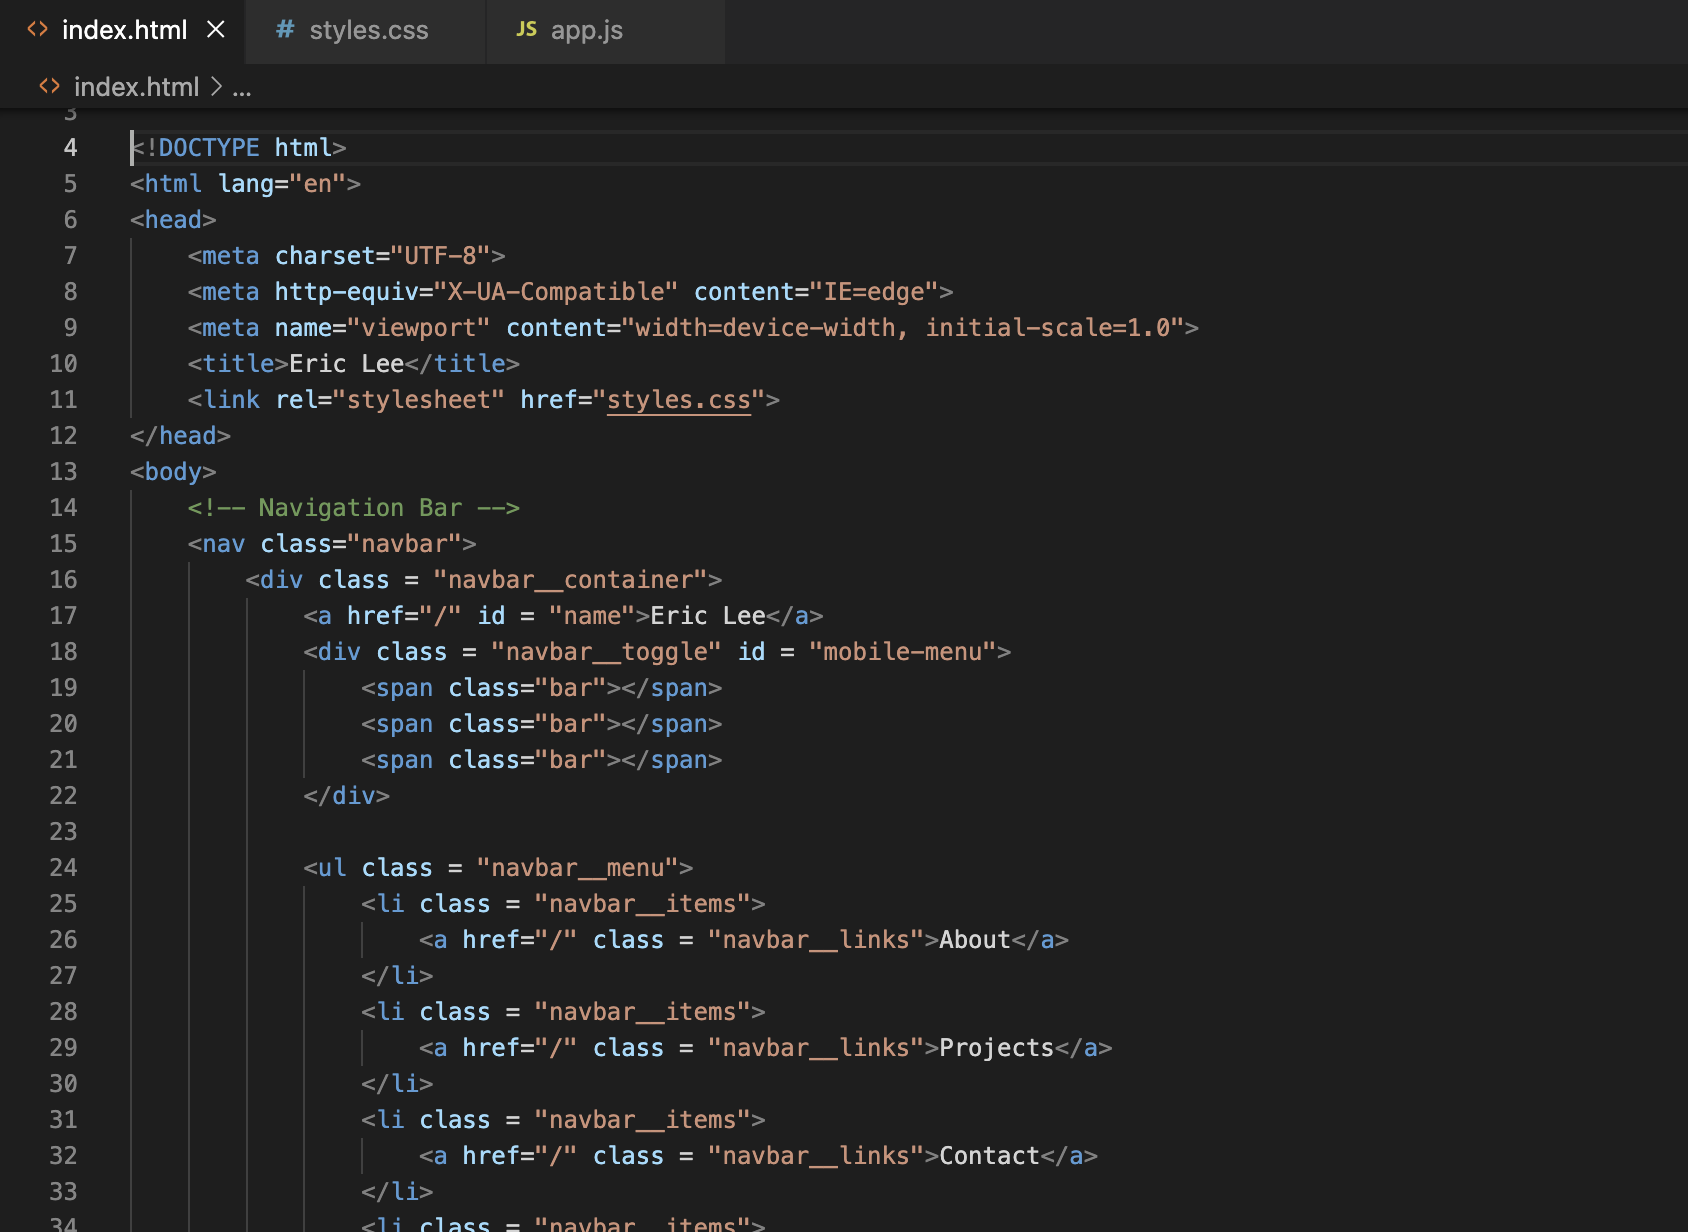 index.html
# styles.css
JS app.js
index.html > ...
3
4 <!DOCTYPE html>
5 <html lang="en">
6 <head>
7     <meta charset="UTF-8">
8     <meta http-equiv="X-UA-Compatible" content="IE=edge">
9     <meta name="viewport" content="width=device-width, initial-scale=1.0">
10     <title>Eric Lee</title>
11     <link rel="stylesheet" href="styles.css">
12 </head>
13 <body>
14     <!-- Navigation Bar -->
15     <nav class="navbar">
16         <div class = "navbar__container">
17             <a href="/" id = "name">Eric Lee</a>
18             <div class = "navbar__toggle" id = "mobile-menu">
19                 <span class="bar"></span>
20                 <span class="bar"></span>
21                 <span class="bar"></span>
22             </div>
23
24             <ul class = "navbar__menu">
25                 <li class = "navbar__items">
26                     <a href="/" class = "navbar__links">About</a>
27                 </li>
28                 <li class = "navbar__items">
29                     <a href="/" class = "navbar__links">Projects</a>
30                 </li>
31                 <li class = "navbar__items">
32                     <a href="/" class = "navbar__links">Contact</a>
33                 </li>
34                 <li class = "navbar__items">